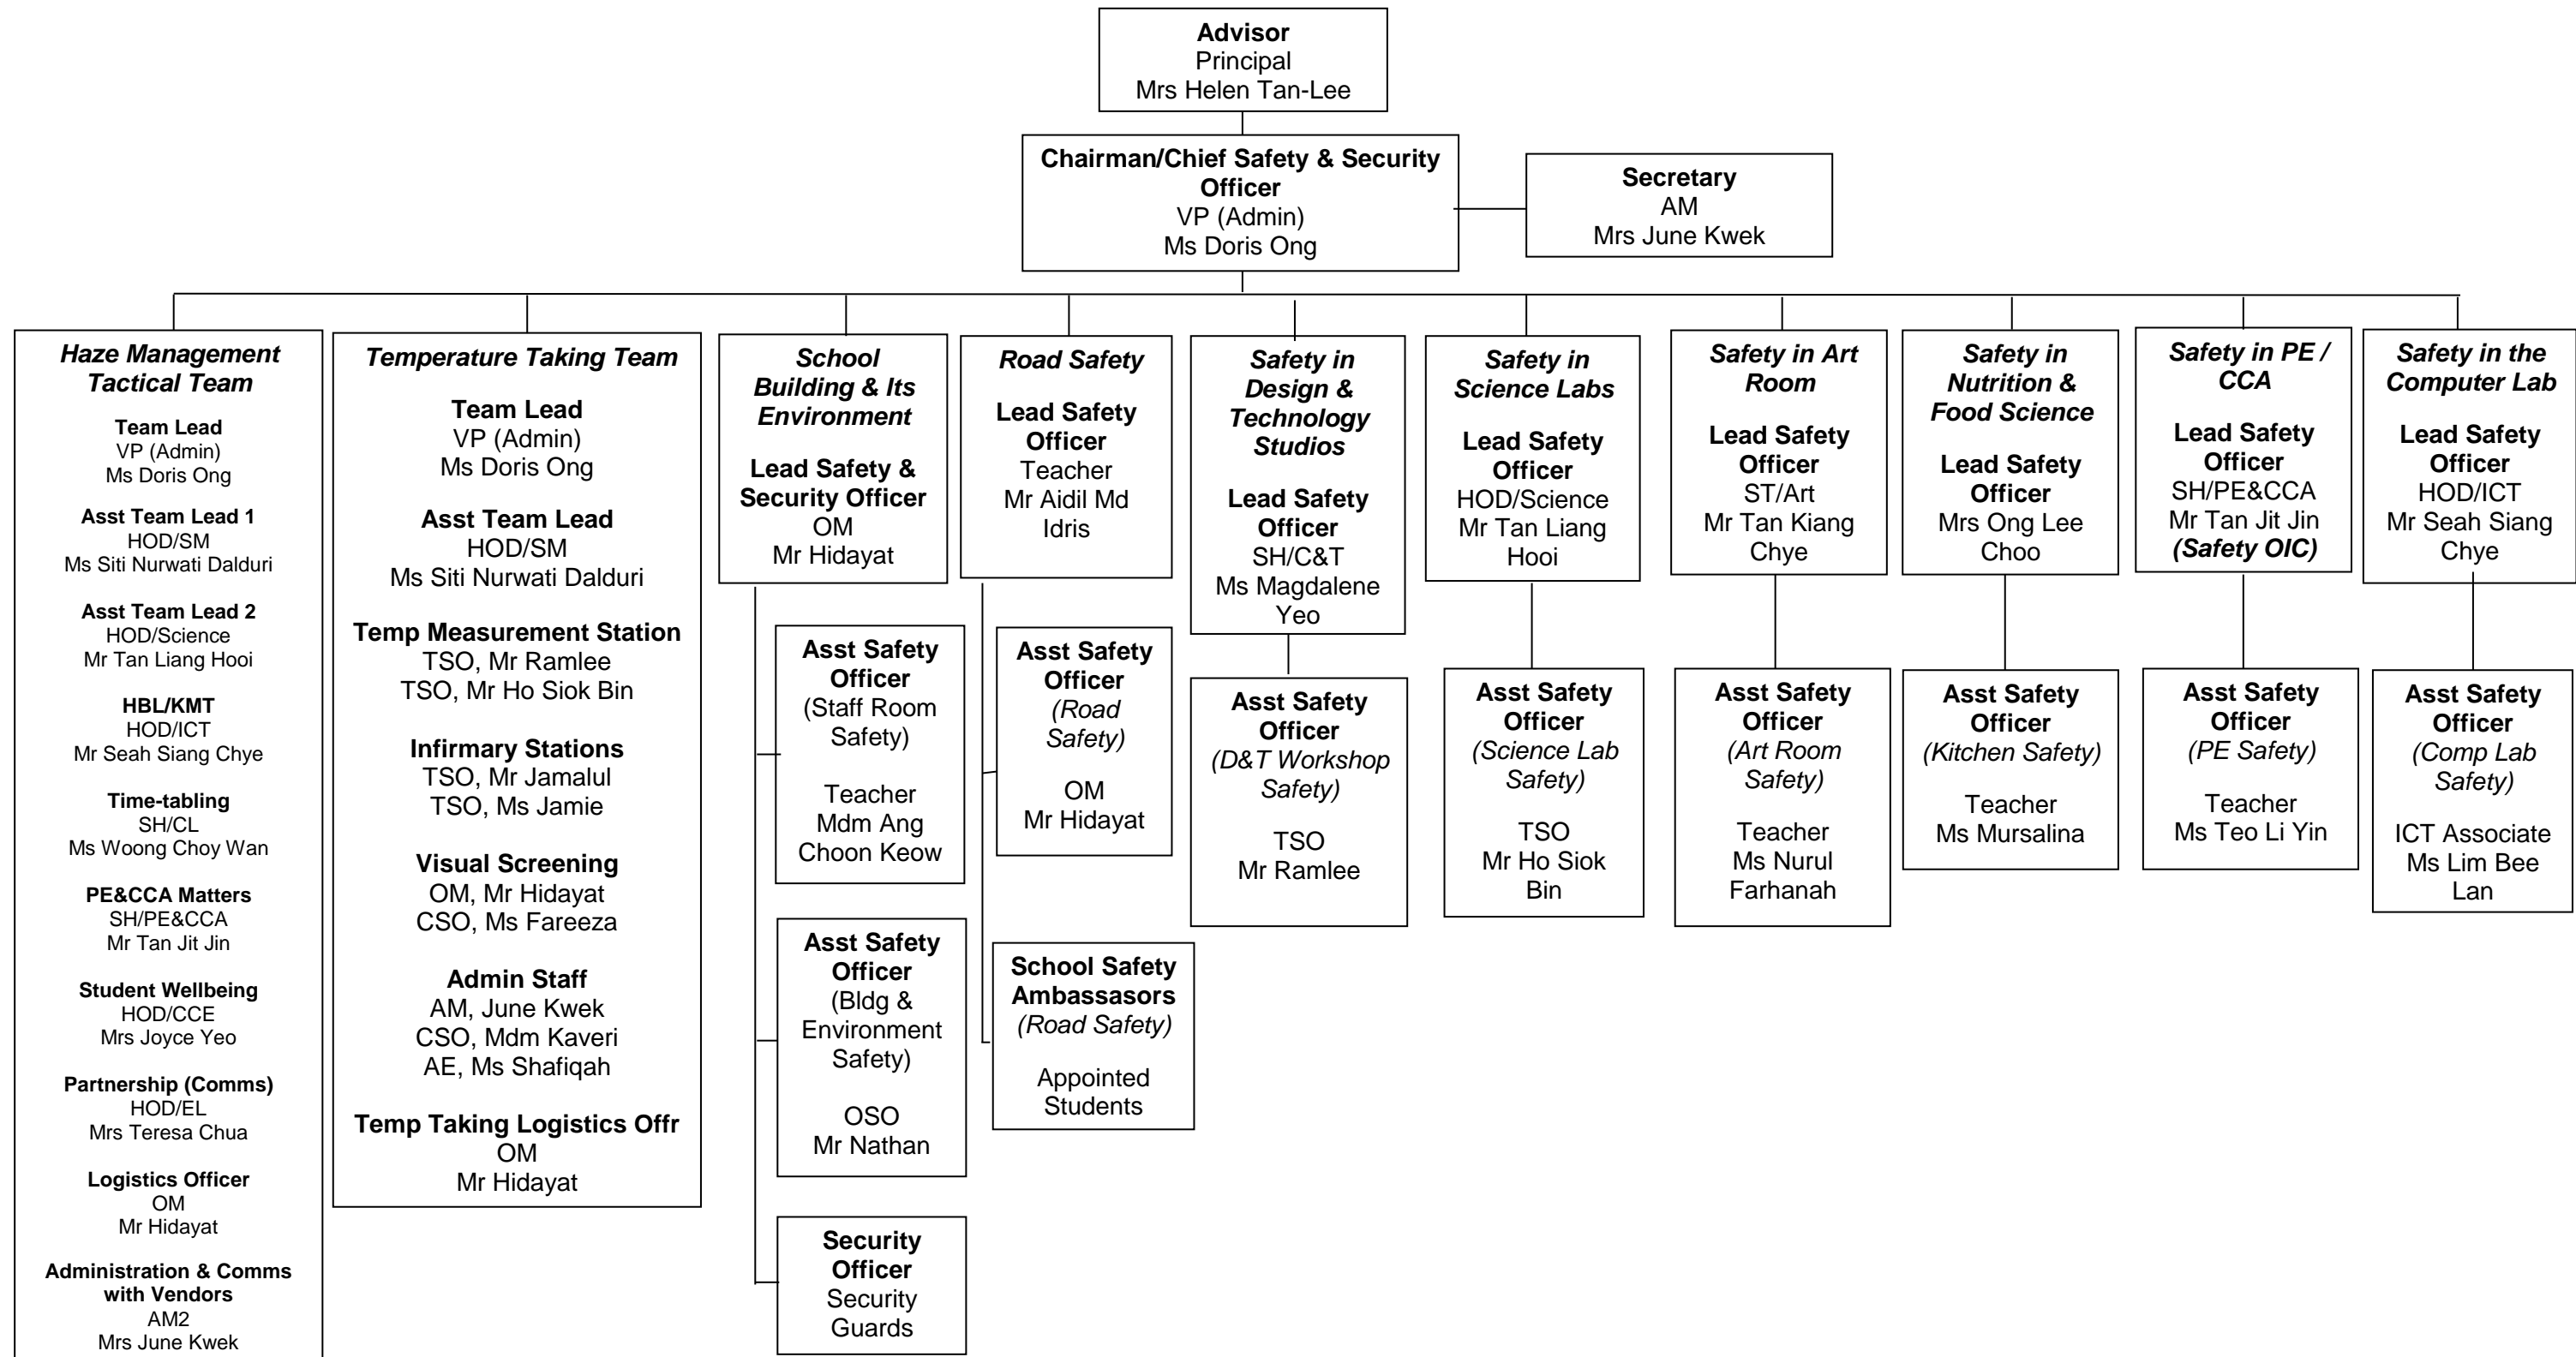 Advisor
Principal
Mrs Helen Tan-Lee
Chairman/Chief Safety & Security
Officer
VP (Admin)
Ms Doris Ong
Secretary
AM
Mrs June Kwek
Haze Management
Tactical Team
Team Lead
VP (Admin)
Ms Doris Ong
Asst Team Lead 1
HOD/SM
Ms Siti Nurwati Dalduri
Asst Team Lead 2
HOD/Science
Mr Tan Liang Hooi
HBL/KMT
HOD/ICT
Mr Seah Siang Chye
Time-tabling
SH/CL
Ms Woong Choy Wan
PE&CCA Matters
SH/PE&CCA
Mr Tan Jit Jin
Student Wellbeing
HOD/CCE
Mrs Joyce Yeo
Partnership (Comms)
HOD/EL
Mrs Teresa Chua
Logistics Officer
OM
Mr Hidayat
Administration & Comms
with Vendors
AM2
Mrs June Kwek
Temperature Taking Team
Team Lead
VP (Admin)
Ms Doris Ong
Asst Team Lead
HOD/SM
Ms Siti Nurwati Dalduri
Temp Measurement Station
TSO, Mr Ramlee
TSO, Mr Ho Siok Bin
Infirmary Stations
TSO, Mr Jamalul
TSO, Ms Jamie
Visual Screening
OM, Mr Hidayat
CSO, Ms Fareeza
Admin Staff
AM, June Kwek
CSO, Mdm Kaveri
AE, Ms Shafiqah
Temp Taking Logistics Offr
OM
Mr Hidayat
School
Building & Its
Environment
Lead Safety &
Security Officer
OM
Mr Hidayat
Asst Safety
Officer
(Staff Room
Safety)
Teacher
Mdm Ang
Choon Keow
Asst Safety
Officer
(Bldg &
Environment
Safety)
OSO
Mr Nathan
Security
Officer
Security
Guards
Road Safety
Lead Safety
Officer
Teacher
Mr Aidil Md
Idris
Asst Safety
Officer
(Road
Safety)
OM
Mr Hidayat
School Safety
Ambassasors
(Road Safety)
Appointed
Students
Safety in
Design &
Technology
Studios
Lead Safety
Officer
SH/C&T
Ms Magdalene
Yeo
Asst Safety
Officer
(D&T Workshop
Safety)
TSO
Mr Ramlee
Safety in
Science Labs
Lead Safety
Officer
HOD/Science
Mr Tan Liang
Hooi
Asst Safety
Officer
(Science Lab
Safety)
TSO
Mr Ho Siok
Bin
Safety in Art
Room
Lead Safety
Officer
ST/Art
Mr Tan Kiang
Chye
Asst Safety
Officer
(Art Room
Safety)
Teacher
Ms Nurul
Farhanah
Safety in
Nutrition &
Food Science
Lead Safety
Officer
Mrs Ong Lee
Choo
Asst Safety
Officer
(Kitchen Safety)
Teacher
Ms Mursalina
Safety in PE /
CCA
Lead Safety
Officer
SH/PE&CCA
Mr Tan Jit Jin
(Safety OIC)
Asst Safety
Officer
(PE Safety)
Teacher
Ms Teo Li Yin
Safety in the
Computer Lab
Lead Safety
Officer
HOD/ICT
Mr Seah Siang
Chye
Asst Safety
Officer
(Comp Lab
Safety)
ICT Associate
Ms Lim Bee
Lan